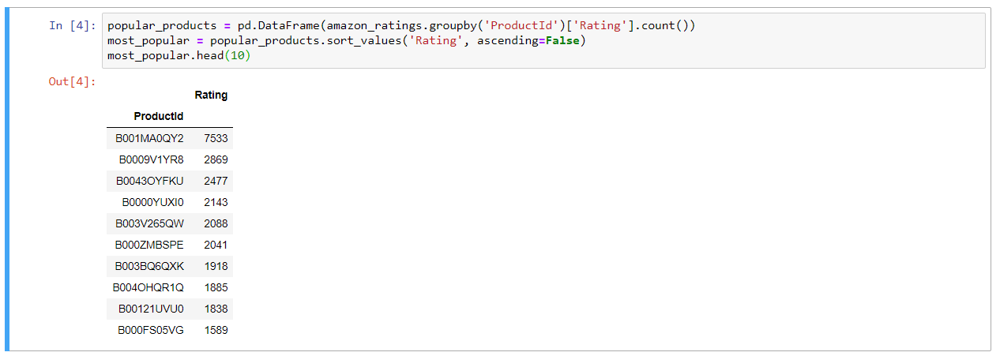 In [4]: popular_products = pd.DataFrame(amazon_ratings.groupby('ProductId')['Rating'].count())
most_popular = popular_products.sort_values('Rating', ascending=False)
most_popular.head(10)
Out[4]:
Rating
ProductId
B001MA0QY2 7533
B0009V1YR8 2869
B0043OYFKU 2477
B0000YUXI0 2143
B003V265QW 2088
B000ZMBSPE 2041
B003BQ6QXK 1918
B004OHQR1Q 1885
B00121UVU0 1838
B000FS05VG 1589